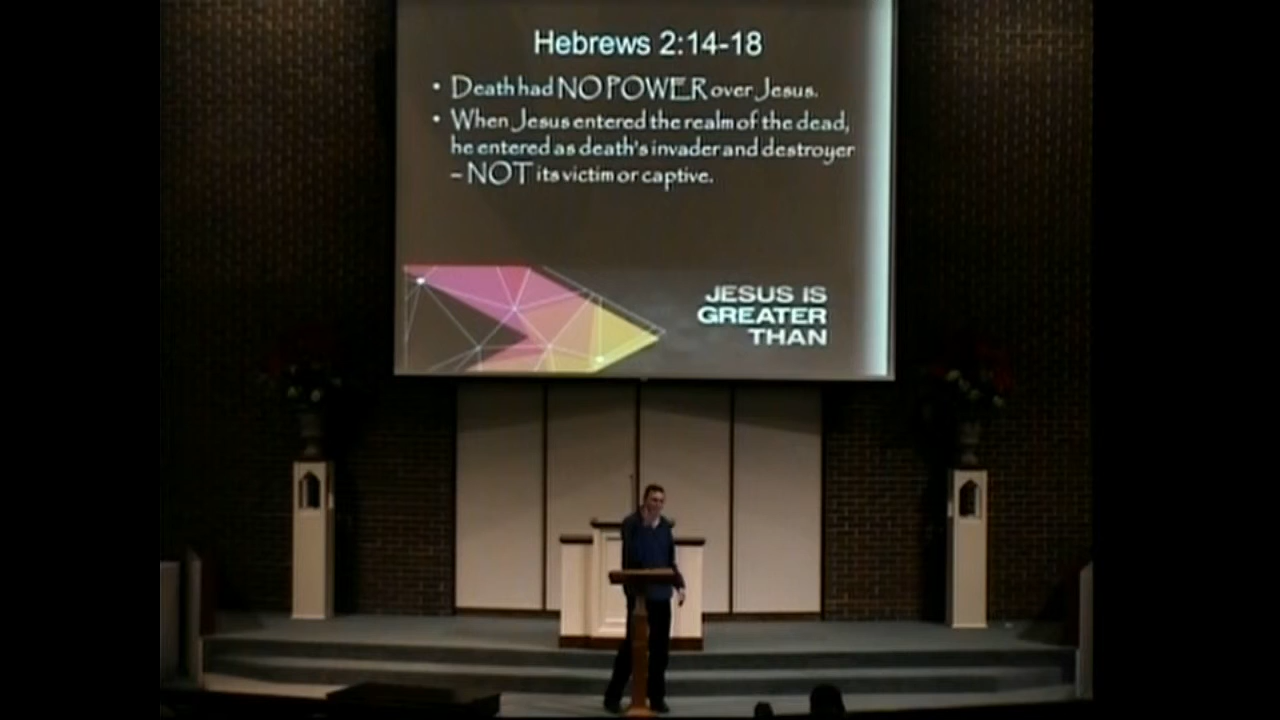 Hebrews 2:14-18
• Death had NO POWER over Jesus.
• When Jesus entered the realm of the dead,
he entered as death's invader and destroyer
– NOT its victim or captive.
JESUS IS
GREATER
THAN